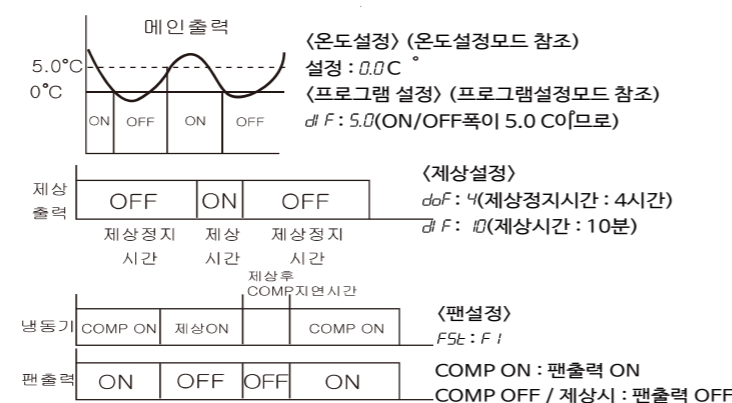 메인출력
5.0°C
0°C
ON OFF ON OFF
〈온도설정〉 (온도설정모드 참조)
설정 : 0.0 C °
〈프로그램 설정〉 (프로그램설정모드 참조)
dIF : 5.0(ON/OFF폭이 5.0 C이므로)
제상
출력
OFF ON OFF
제상정지
시간
제상
시간
제상정지
시간
〈제상설정〉
doF : 4(제상정지시간 : 4시간)
dIF : 10(제상시간 : 10분)
제상후
COMP지연시간
냉동기
COMP ON 제상ON COMP ON
팬출력
ON OFF OFF ON
〈팬설정〉
FSt : F1
COMP ON : 팬출력 ON
COMP OFF / 제상시 : 팬출력 OFF